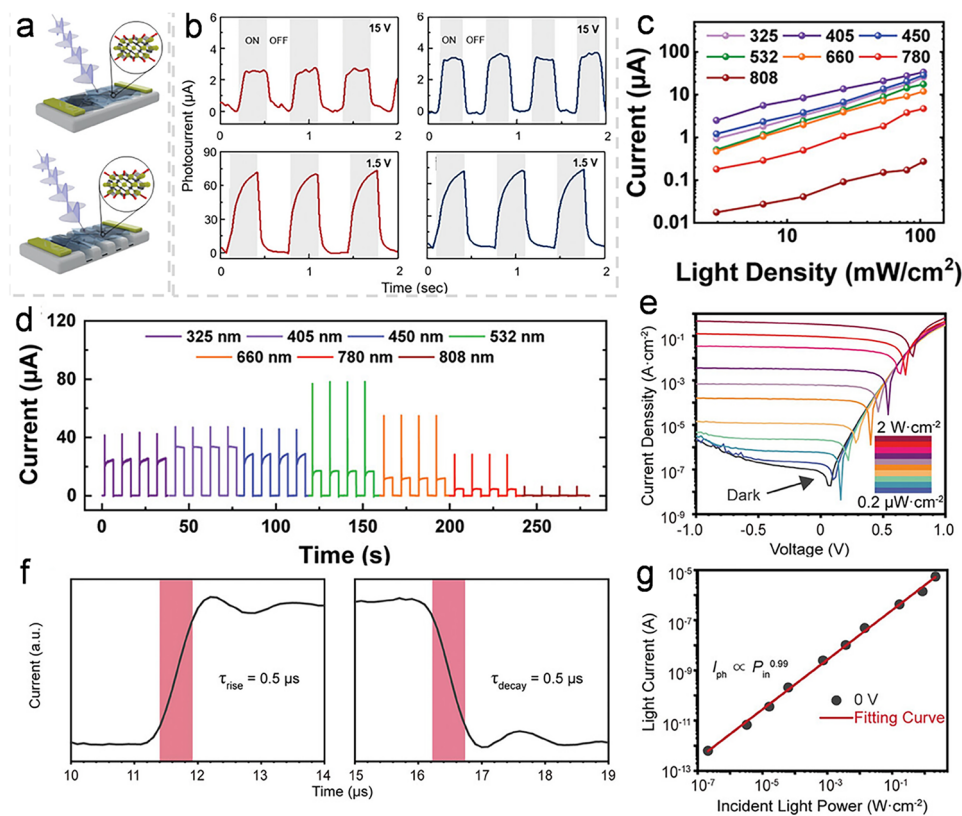 a
b
15 V
ON
OFF
15 V
ON
OFF
6
4
2
0
0
1
2
0
1
2
1.5 V
1.5 V
90
60
30
0
0
1
2
0
1
2
Photocurrent (μA)
Time (sec)
c
325
405
450
532
660
780
808
100
10
1
0.1
0.01
10
100
Current (μA)
Light Density (mW/cm²)
d
120
80
40
0
325 nm
405 nm
450 nm
532 nm
660 nm
780 nm
808 nm
0
50
100
150
200
250
Current (μA)
Time (s)
e
10⁻¹
10⁻³
10⁻⁵
10⁻⁷
10⁻⁹
2 W·cm⁻²
0.2 μW·cm⁻²
Dark
-1.0
-0.5
0
0.5
1.0
Current Denssity (A·cm⁻²)
Voltage (V)
f
τrise = 0.5 μs
τdecay = 0.5 μs
10
11
12
13
14
15
16
17
18
19
Current (a.u.)
Time (μs)
g
10⁻⁵
10⁻⁷
10⁻⁹
10⁻¹¹
10⁻¹³
Iph ∝ Pin^0.99
0 V
Fitting Curve
10⁻⁷
10⁻⁵
10⁻³
10⁻¹
Light Current (A)
Incident Light Power (W·cm⁻²)